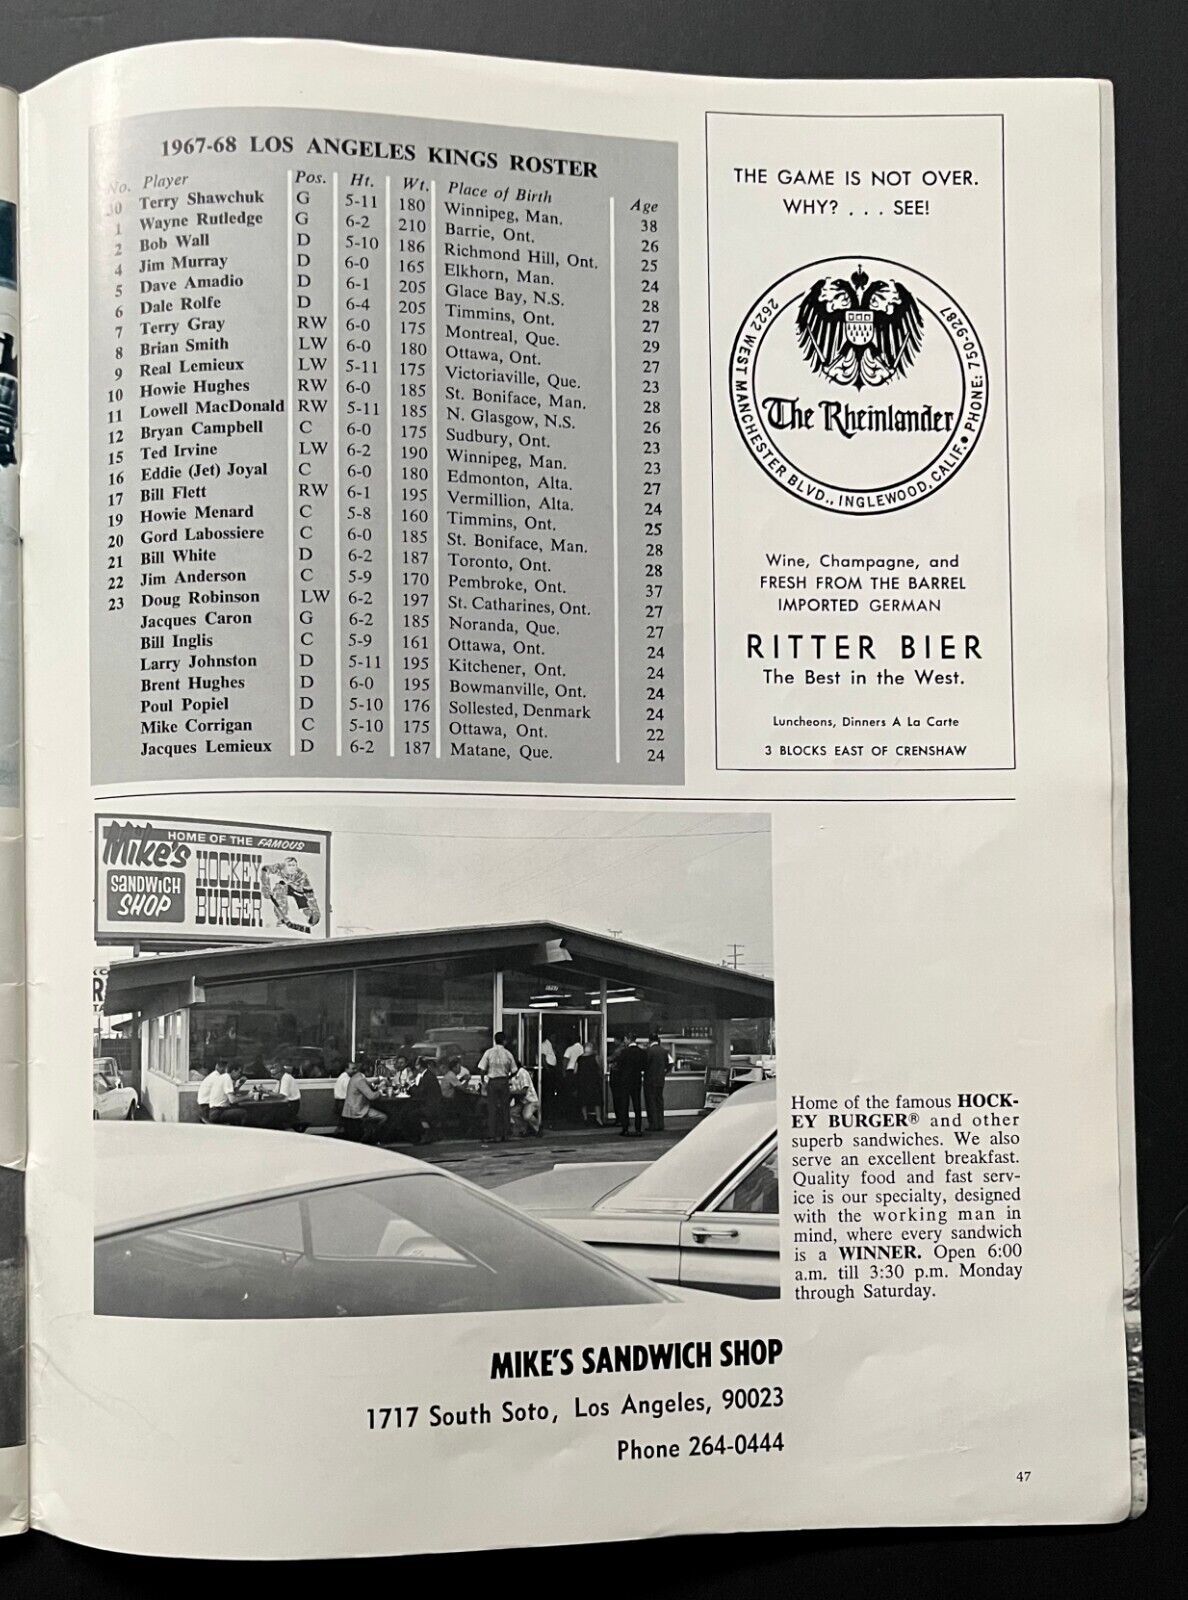 1967-68 LOS ANGELES KINGS ROSTER
No. Player Pos. Ht. Wt. Place of Birth Age
30 Terry Shawchuk G 5-11 180 Winnipeg, Man. 38
1 Wayne Rutledge G 6-2 210 Barrie, Ont. 26
2 Bob Wall D 5-10 186 Richmond Hill, Ont. 25
4 Jim Murray D 6-0 165 Elkhorn, Man. 24
5 Dave Amadio D 6-1 205 Glace Bay, N.S. 28
6 Dale Rolfe D 6-4 205 Timmins, Ont. 27
7 Terry Gray RW 6-0 175 Montreal, Que. 29
8 Brian Smith LW 6-0 180 Ottawa, Ont. 27
9 Real Lemieux LW 5-11 175 Victoriaville, Que. 23
10 Howie Hughes RW 6-0 185 St. Boniface, Man. 28
11 Lowell MacDonald RW 5-11 185 N. Glasgow, N.S. 26
12 Bryan Campbell C 6-0 175 Sudbury, Ont. 23
15 Ted Irvine LW 6-2 190 Winnipeg, Man. 23
16 Eddie (Jet) Joyal C 6-0 180 Edmonton, Alta. 27
17 Bill Flett RW 6-1 195 Vermillion, Alta. 24
19 Howie Menard C 5-8 160 Timmins, Ont. 25
20 Gord Labossiere C 6-0 185 St. Boniface, Man. 28
21 Bill White D 6-2 187 Toronto, Ont. 28
22 Jim Anderson C 5-9 170 Pembroke, Ont. 37
23 Doug Robinson LW 6-2 197 St. Catharines, Ont. 27
Jacques Caron G 6-2 185 Noranda, Que. 27
Bill Inglis C 5-9 161 Ottawa, Ont. 24
Larry Johnston D 5-11 195 Kitchener, Ont. 24
Brent Hughes D 6-0 195 Bowmanville, Ont. 24
Poul Popiel D 5-10 176 Sollested, Denmark 24
Mike Corrigan C 5-10 175 Ottawa, Ont. 22
Jacques Lemieux D 6-2 187 Matane, Que. 24
THE GAME IS NOT OVER.
WHY? . . . SEE!
The Rheinlander
2622 WEST MANCHESTER BLVD., INGLEWOOD, CALIF. • PHONE: 750-9287
Wine, Champagne, and
FRESH FROM THE BARREL
IMPORTED GERMAN
RITTER BIER
The Best in the West.
Luncheons, Dinners A La Carte
3 BLOCKS EAST OF CRENSHAW
HOME OF THE FAMOUS
Mike's
SANDWICH
SHOP
HOCKEY
BURGER
Home of the famous HOCK-
EY BURGER® and other
superb sandwiches. We also
serve an excellent breakfast.
Quality food and fast serv-
ice is our specialty, designed
with the working man in
mind, where every sandwich
is a WINNER. Open 6:00
a.m. till 3:30 p.m. Monday
through Saturday.
MIKE'S SANDWICH SHOP
1717 South Soto, Los Angeles, 90023
Phone 264-0444
47